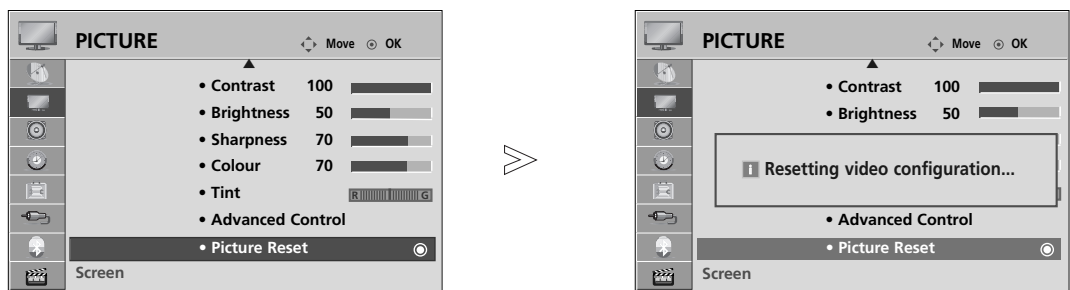 PICTURE
Move
OK
• Contrast 100
• Brightness 50
• Sharpness 70
• Colour 70
• Tint R G
• Advanced Control
• Picture Reset
Screen
PICTURE
Move
OK
• Contrast 100
• Brightness 50
i Resetting video configuration...
• Advanced Control
• Picture Reset
Screen